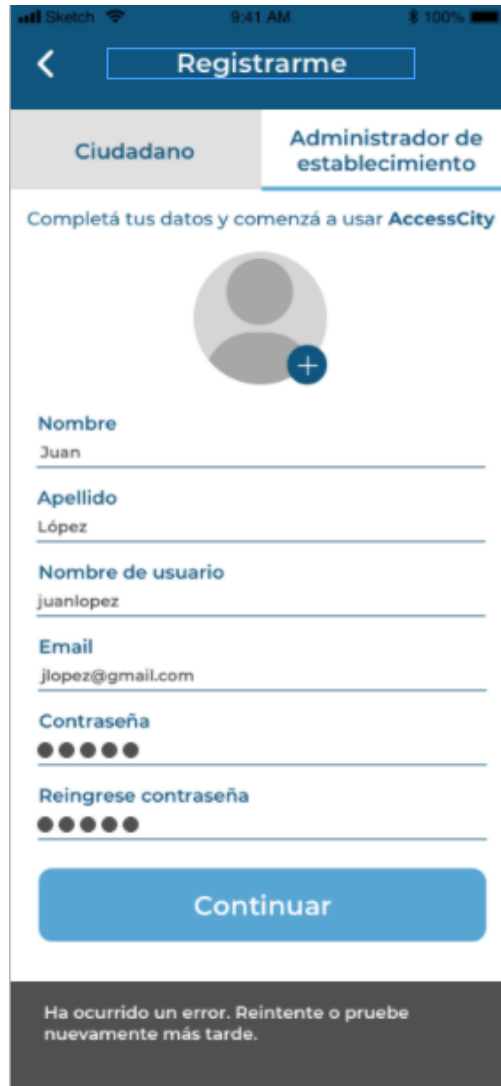 Sketch 9:41 AM 100%
Registrarme
Ciudadano
Administrador de
establecimiento
Completá tus datos y comenzá a usar AccessCity
Nombre
Juan
Apellido
López
Nombre de usuario
juanlopez
Email
jlopez@gmail.com
Contraseña
Reingrese contraseña
Continuar
Ha ocurrido un error. Reintente o pruebe
nuevamente más tarde.